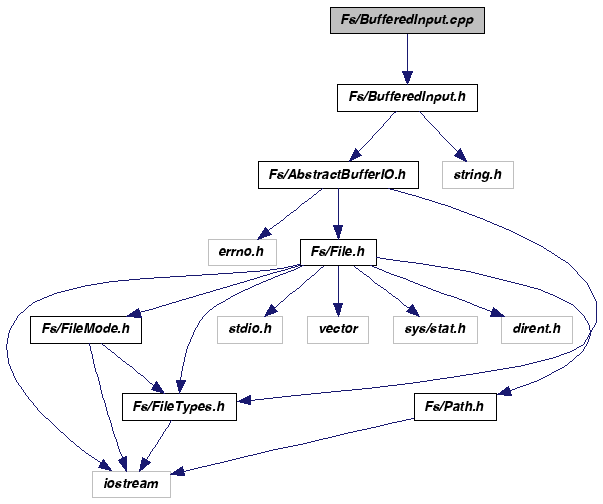 Fs/BufferedInput.cpp
Fs/BufferedInput.h
Fs/AbstractBufferIO.h
string.h
errno.h
Fs/File.h
Fs/FileMode.h
stdio.h
vector
sys/stat.h
dirent.h
Fs/FileTypes.h
Fs/Path.h
iostream